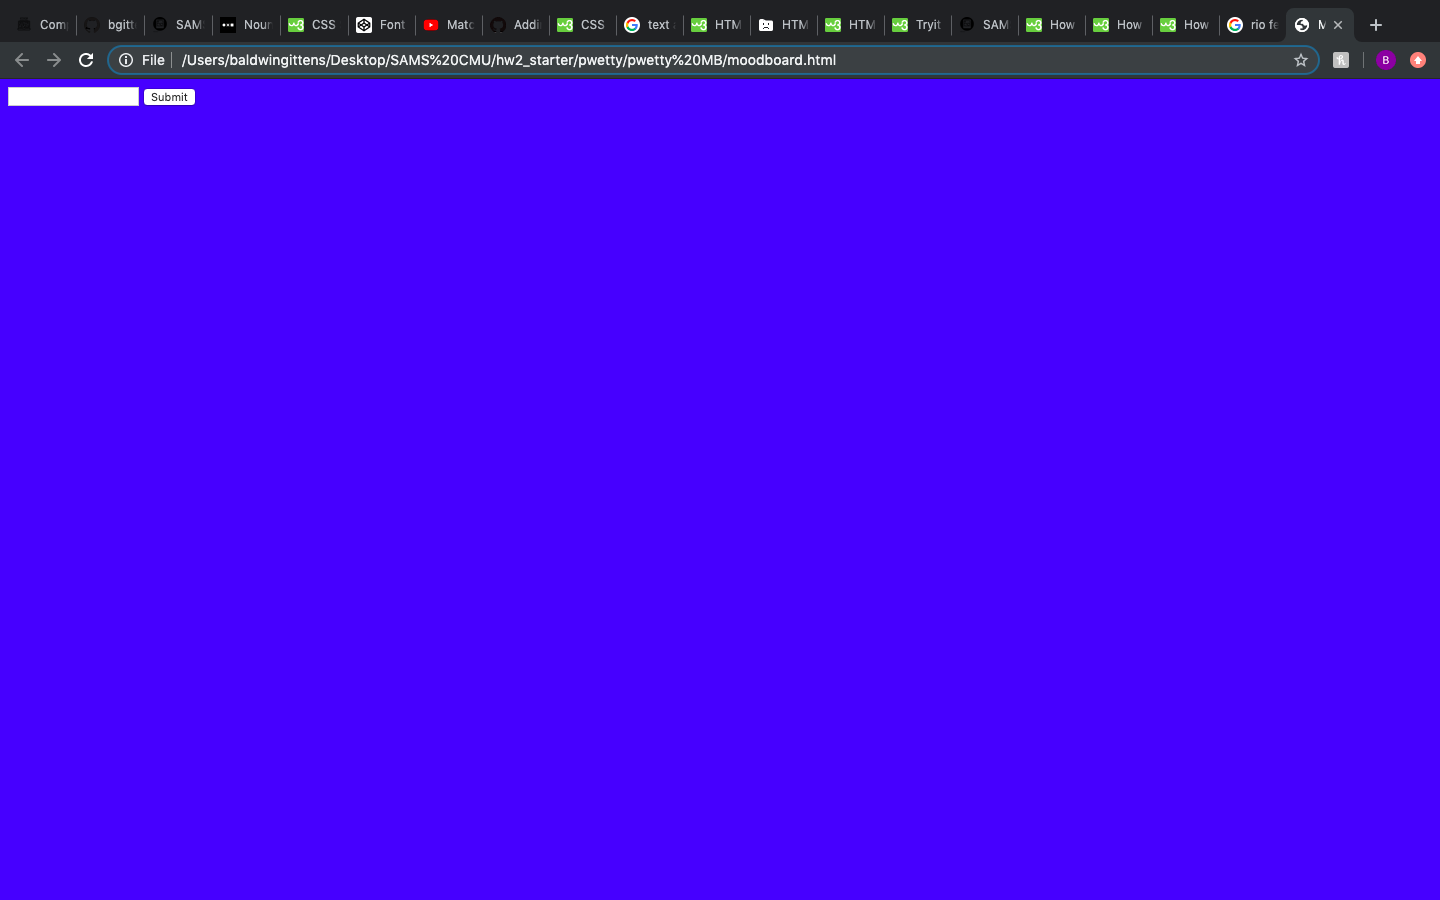 Com bgitt SAM Nour CSS Font Matc Addi CSS text HTM HTM HTM Tryit SAM How How How rio fe M
File /Users/baldwingittens/Desktop/SAMS%20CMU/hw2_starter/pwetty/pwetty%20MB/moodboard.html B
Submit